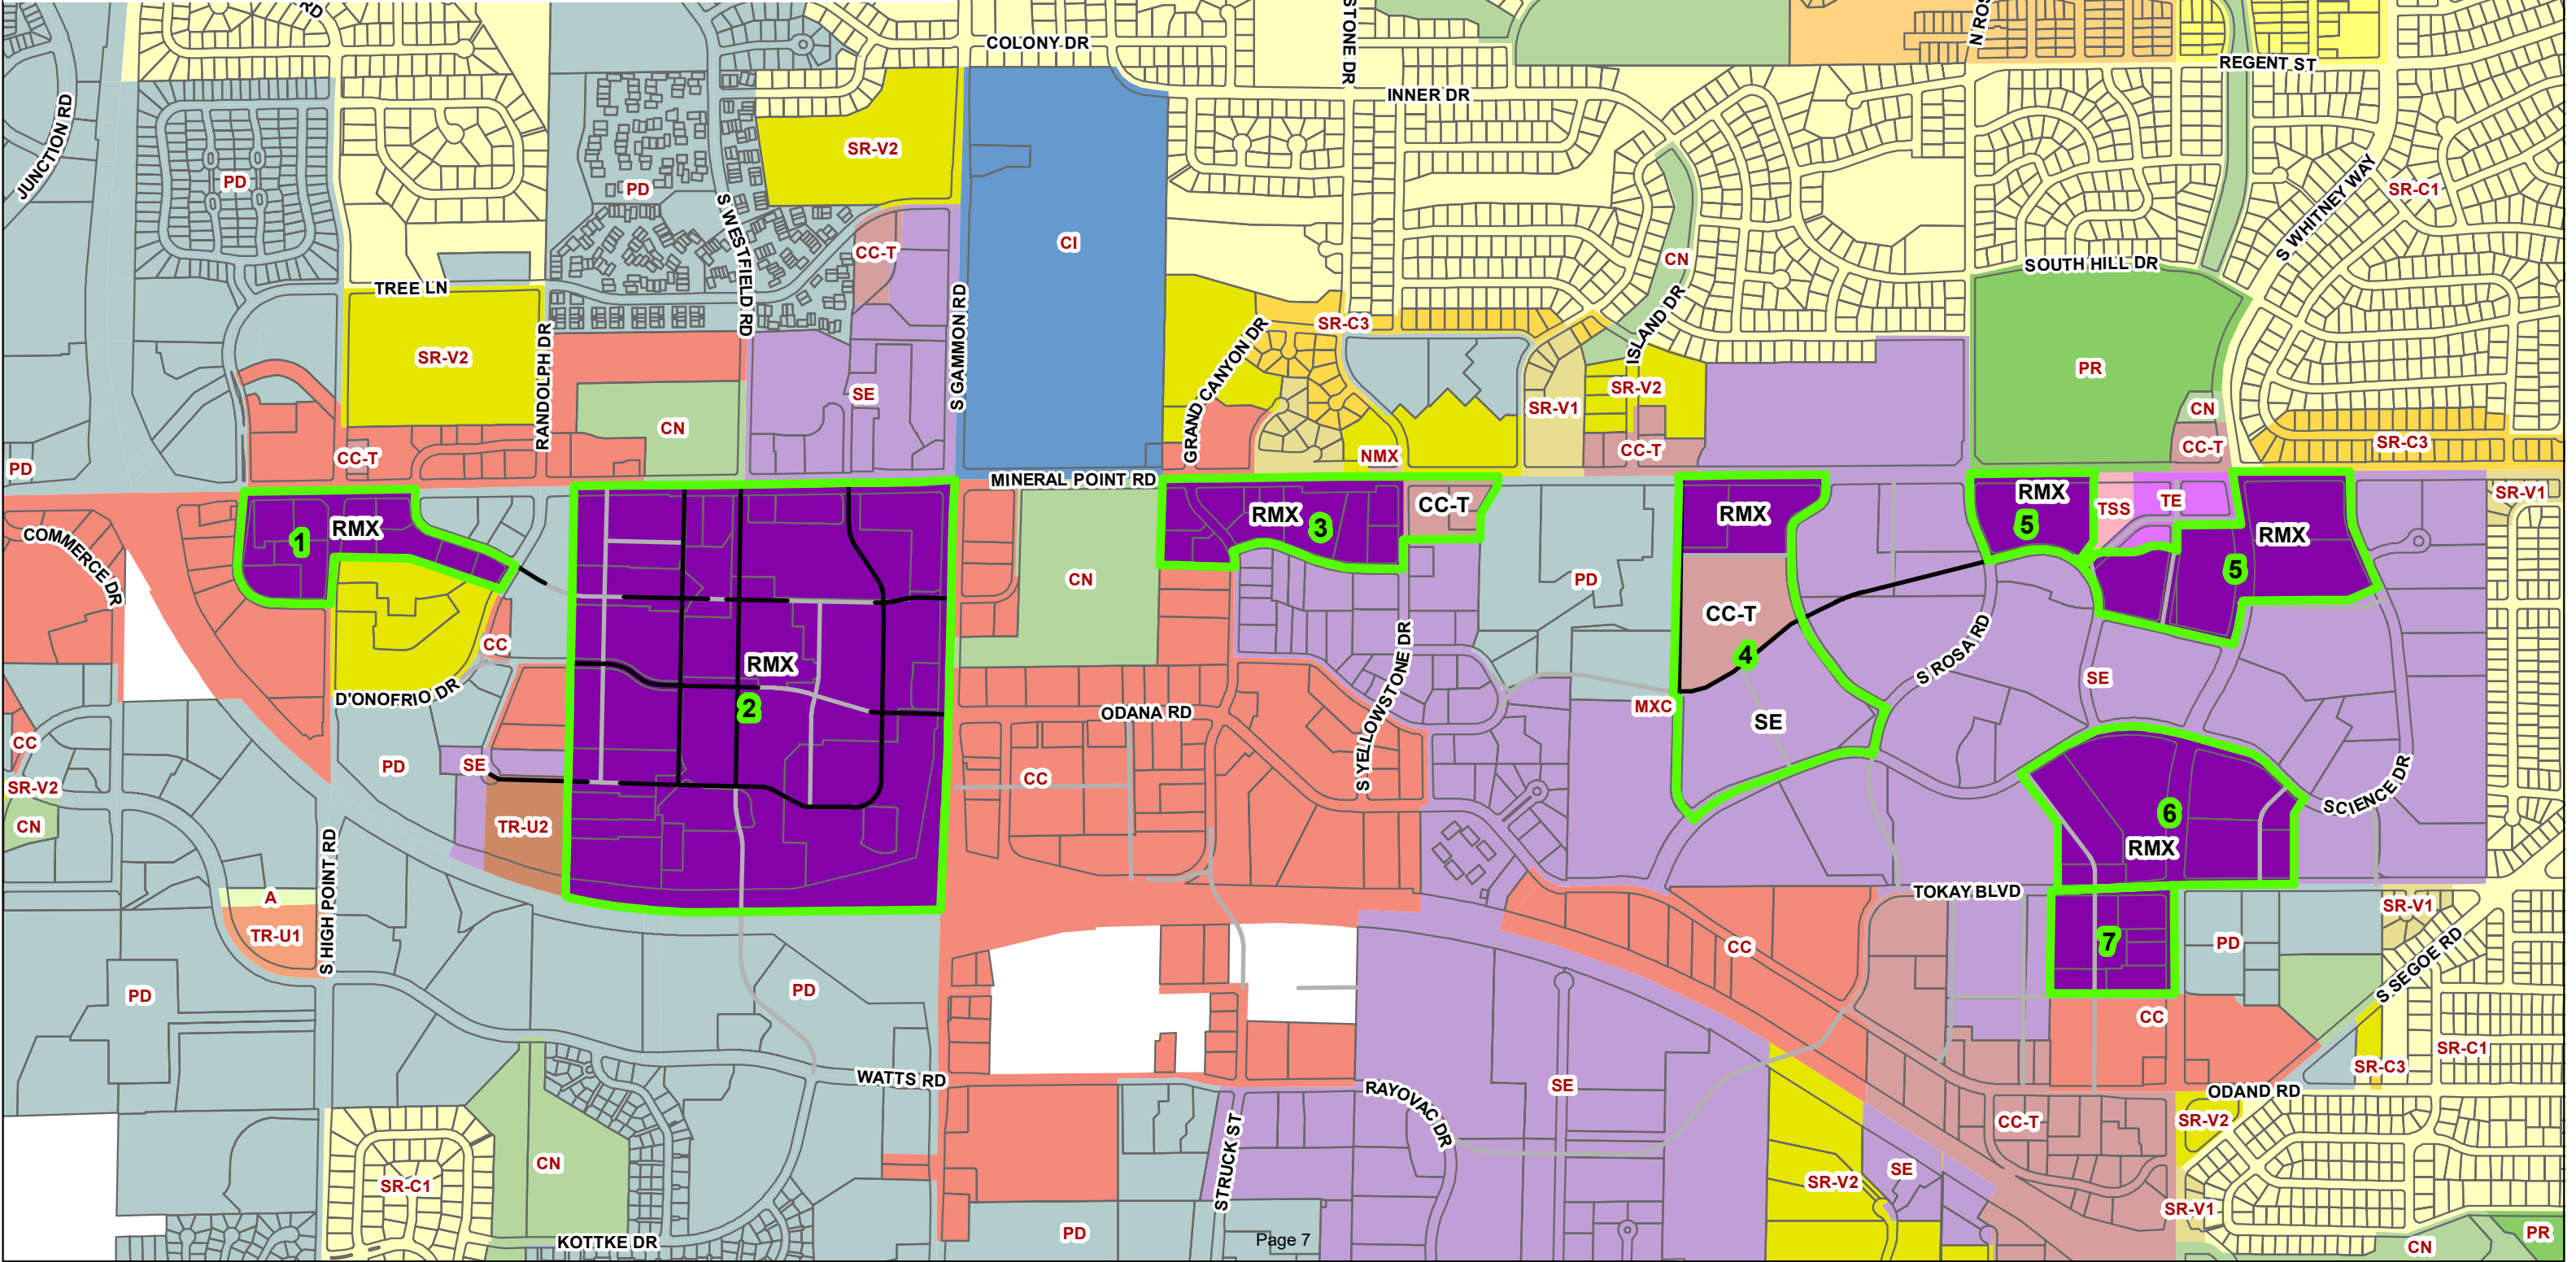 RD
COLONY DR
STONE DR
N ROS
REGENT ST
INNER DR
JUNCTION RD
SR-V2
PD
PD
S WESTFIELD RD
S WHITNEY WAY
SR-C1
CC-T
CI
CN
SOUTH HILL DR
TREE LN
S GAMMON RD
ISLAND DR
SR-C3
GRAND CANYON DR
RANDOLPH DR
SR-V2
PR
SE
SR-V2
SR-V1
CN
CN
CC-T
NMX
CC-T
CC-T
SR-C3
PD
MINERAL POINT RD
SR-V1
RMX
CC-T
RMX
RMX
TSS
TE
RMX
3
5
RMX
1
COMMERCE DR
CN
PD
5
CC-T
CC
S ROSA RD
4
RMX
S YELLOWSTONE DR
SE
D'ONOFRIO DR
2
MXC
ODANA RD
SE
CC
PD
SE
CC
SR-V2
SCIENCE DR
CN
TR-U2
6
RMX
S HIGH POINT RD
A
TOKAY BLVD
SR-V1
TR-U1
7
PD
CC
S SEGOE RD
PD
PD
CC
SR-C1
SR-C3
WATTS RD
RAYOVAC DR
SE
ODAND RD
STRUCK ST
CC-T
SR-V2
CN
SE
SR-C1
SR-V2
SR-V1
PD
Page 7
KOTTKE DR
CN
PR